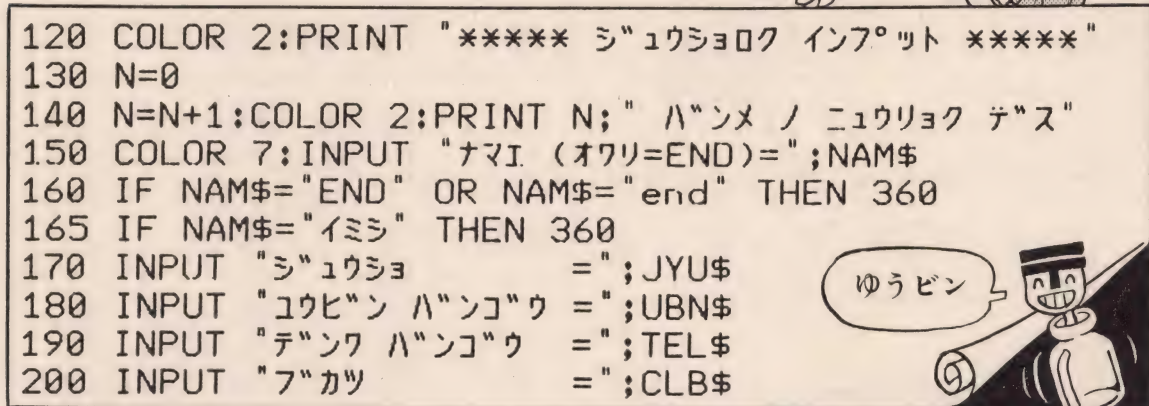 120 COLOR 2:PRINT "***** ジュウショロク インプット *****"
130 N=0
140 N=N+1:COLOR 2:PRINT N;" バンメ ノ ニュウリョク デス"
150 COLOR 7:INPUT "ナマエ (オワリ=END)=";NAM$
160 IF NAM$="END" OR NAM$="end" THEN 360
165 IF NAM$="イミシ" THEN 360
170 INPUT "ジュウショ         =";JYU$
180 INPUT "ユウビン バンゴウ =";UBN$
190 INPUT "デンワ バンゴウ  =";TEL$
200 INPUT "ブカツ            =";CLB$
ゆうビン